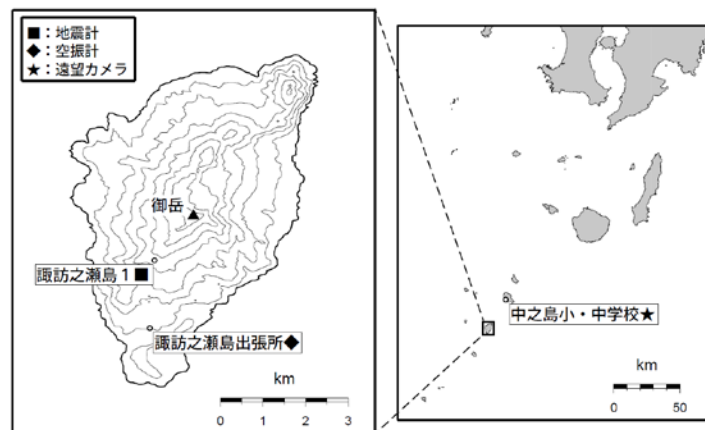 ■：地震計
◆：空振計
★：遠望カメラ
御岳
諏訪之瀬島１■
諏訪之瀬島出張所◆
km
0 1 2 3
中之島小・中学校★
km
0 50